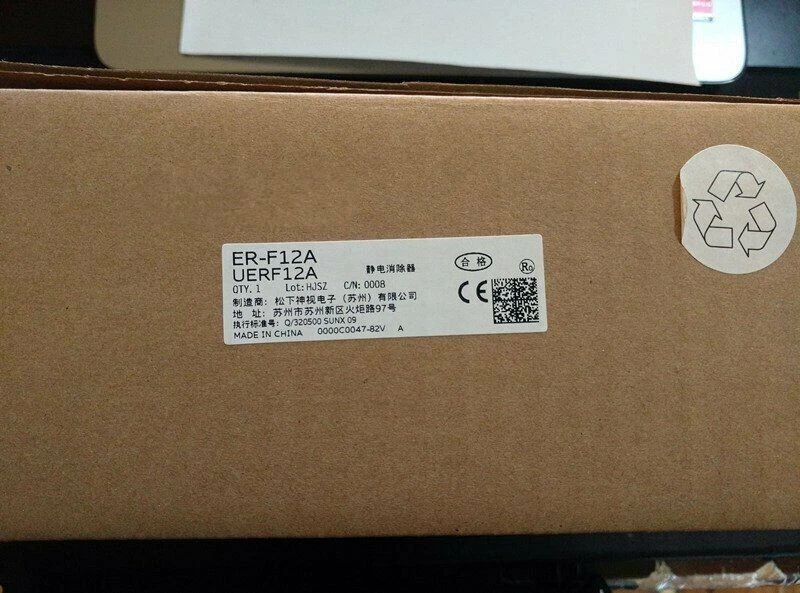 ER-F12A
UERF12A
静电消除器
合格
QTY. 1 Lot: HJSZ C/N: 0008
制造商: 松下神视电子 (苏州) 有限公司
地 址: 苏州市苏州新区火炬路97号
执行标准号: Q/320500 SUNX 09
MADE IN CHINA 0000C0047-82V A
CE